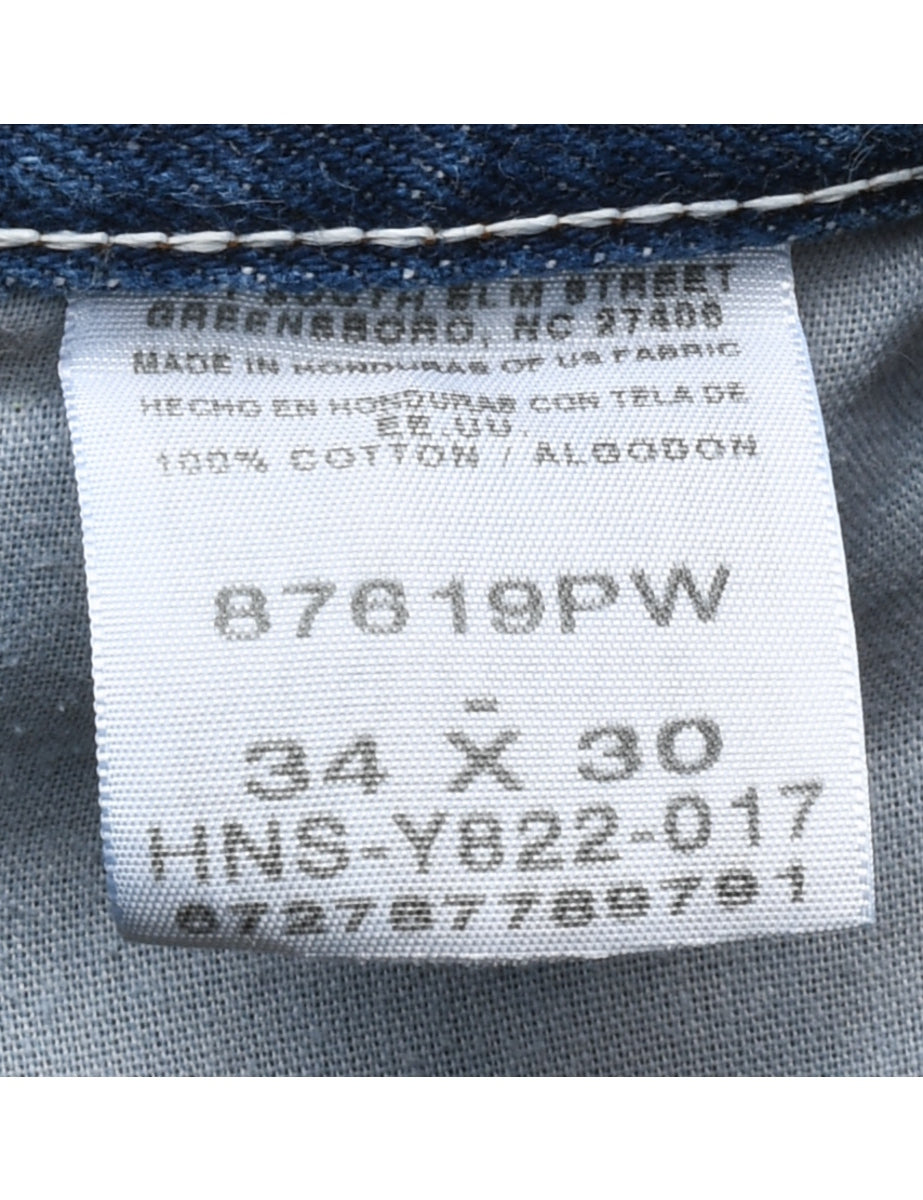 SOUTH ELM STREET
GREENSBORO, NC 27406
MADE IN HONDURAS OF US FABRIC
HECHO EN HONDURAS CON TELA DE
EE.UU.
100% COTTON / ALGODON
87619PW
-
34 X 30
HNS-Y822-017